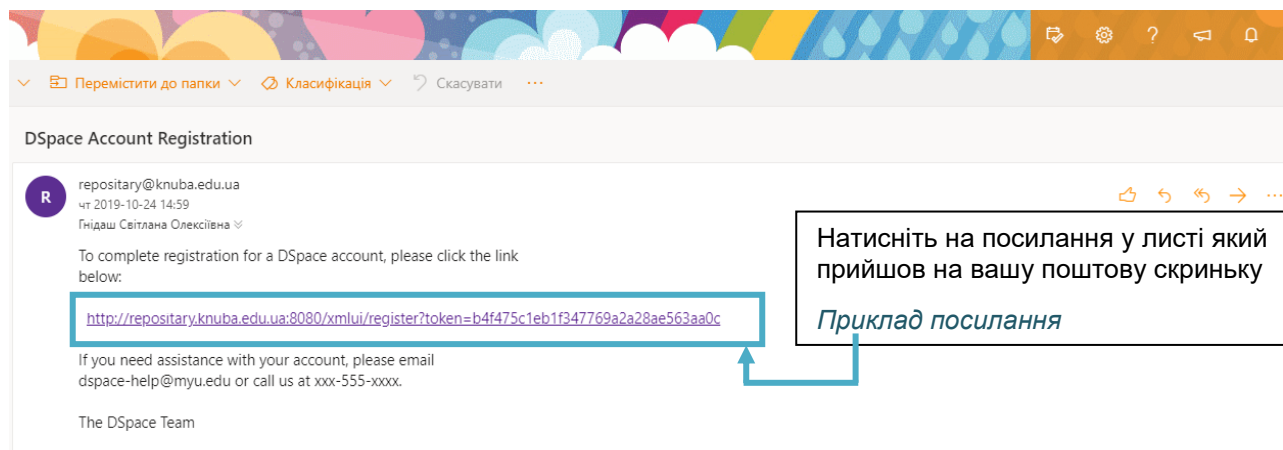 Перемістити до папки Класифікація Скасувати ...
DSpace Account Registration
R
repositary@knuba.edu.ua
чт 2019-10-24 14:59
Гнідаш Світлана Олексіївна
To complete registration for a DSpace account, please click the link
below:
http://repositary.knuba.edu.ua:8080/xmlui/register?token=b4f475c1eb1f347769a2a28ae563aa0c
If you need assistance with your account, please email
dspace-help@myu.edu or call us at xxx-555-xxxx.
The DSpace Team
Натисніть на посилання у листі який
прийшов на вашу поштову скриньку
Приклад посилання